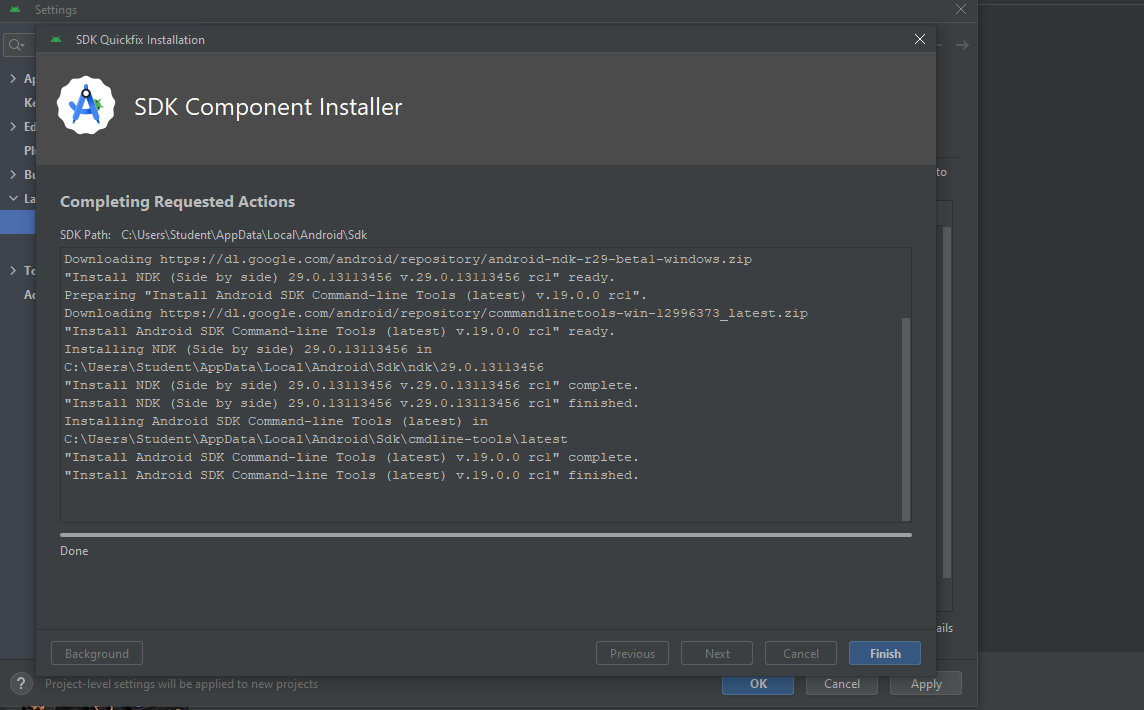 Settings
SDK Quickfix Installation
SDK Component Installer
Ke
Ed
Bu
La
to
Completing Requested Actions
SDK Path: C:\Users\Student\AppData\Local\Android\Sdk
Downloading https://dl.google.com/android/repository/android-ndk-r29-beta1-windows.zip
"Install NDK (Side by side) 29.0.13113456 v.29.0.13113456 rc1" ready.
Preparing "Install Android SDK Command-line Tools (latest) v.19.0.0 rc1".
Downloading https://dl.google.com/android/repository/commandlinetools-win-12996373_latest.zip
"Install Android SDK Command-line Tools (latest) v.19.0.0 rc1" ready.
Installing NDK (Side by side) 29.0.13113456 in
C:\Users\Student\AppData\Local\Android\Sdk\ndk\29.0.13113456
"Install NDK (Side by side) 29.0.13113456 v.29.0.13113456 rc1" complete.
"Install NDK (Side by side) 29.0.13113456 v.29.0.13113456 rc1" finished.
Installing Android SDK Command-line Tools (latest) in
C:\Users\Student\AppData\Local\Android\Sdk\cmdline-tools\latest
"Install Android SDK Command-line Tools (latest) v.19.0.0 rc1" complete.
"Install Android SDK Command-line Tools (latest) v.19.0.0 rc1" finished.
Done
ails
Background Previous Next Cancel Finish
? Project-level settings will be applied to new projects OK Cancel Apply